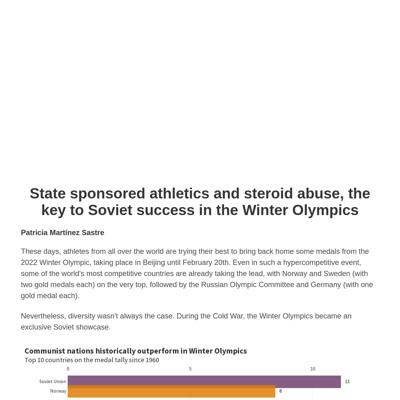 State sponsored athletics and steroid abuse, the
key to Soviet success in the Winter Olympics
Patricia Martínez Sastre
These days, athletes from all over the world are trying their best to bring back home some medals from the
2022 Winter Olympic, taking place in Beijing until February 20th. Even in such a hypercompetitive event,
some of the world's most competitive countries are already taking the lead, with Norway and Sweden (with
two gold medals each) on the very top, followed by the Russian Olympic Committee and Germany (with one
gold medal each).
Nevertheless, diversity wasn't always the case. During the Cold War, the Winter Olympics became an
exclusive Soviet showcase.
Communist nations historically outperform in Winter Olympics
Top 10 countries on the medal tally since 1960
0 5 10
Soviet Union 11
Norway 8